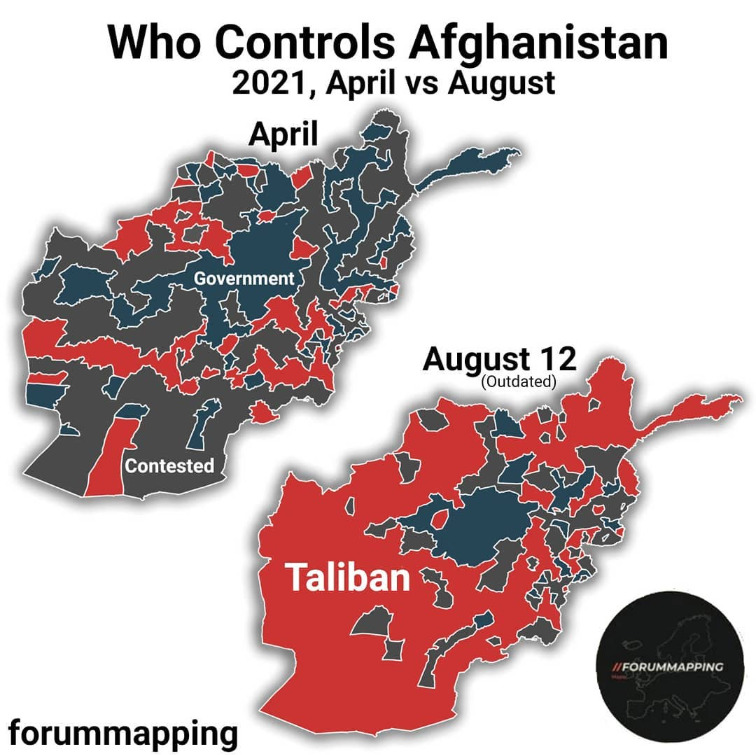 Who Controls Afghanistan
2021, April vs August
April
Government
Contested
August 12
(Outdated)
Taliban
//FORUMMAPPING
forummapping